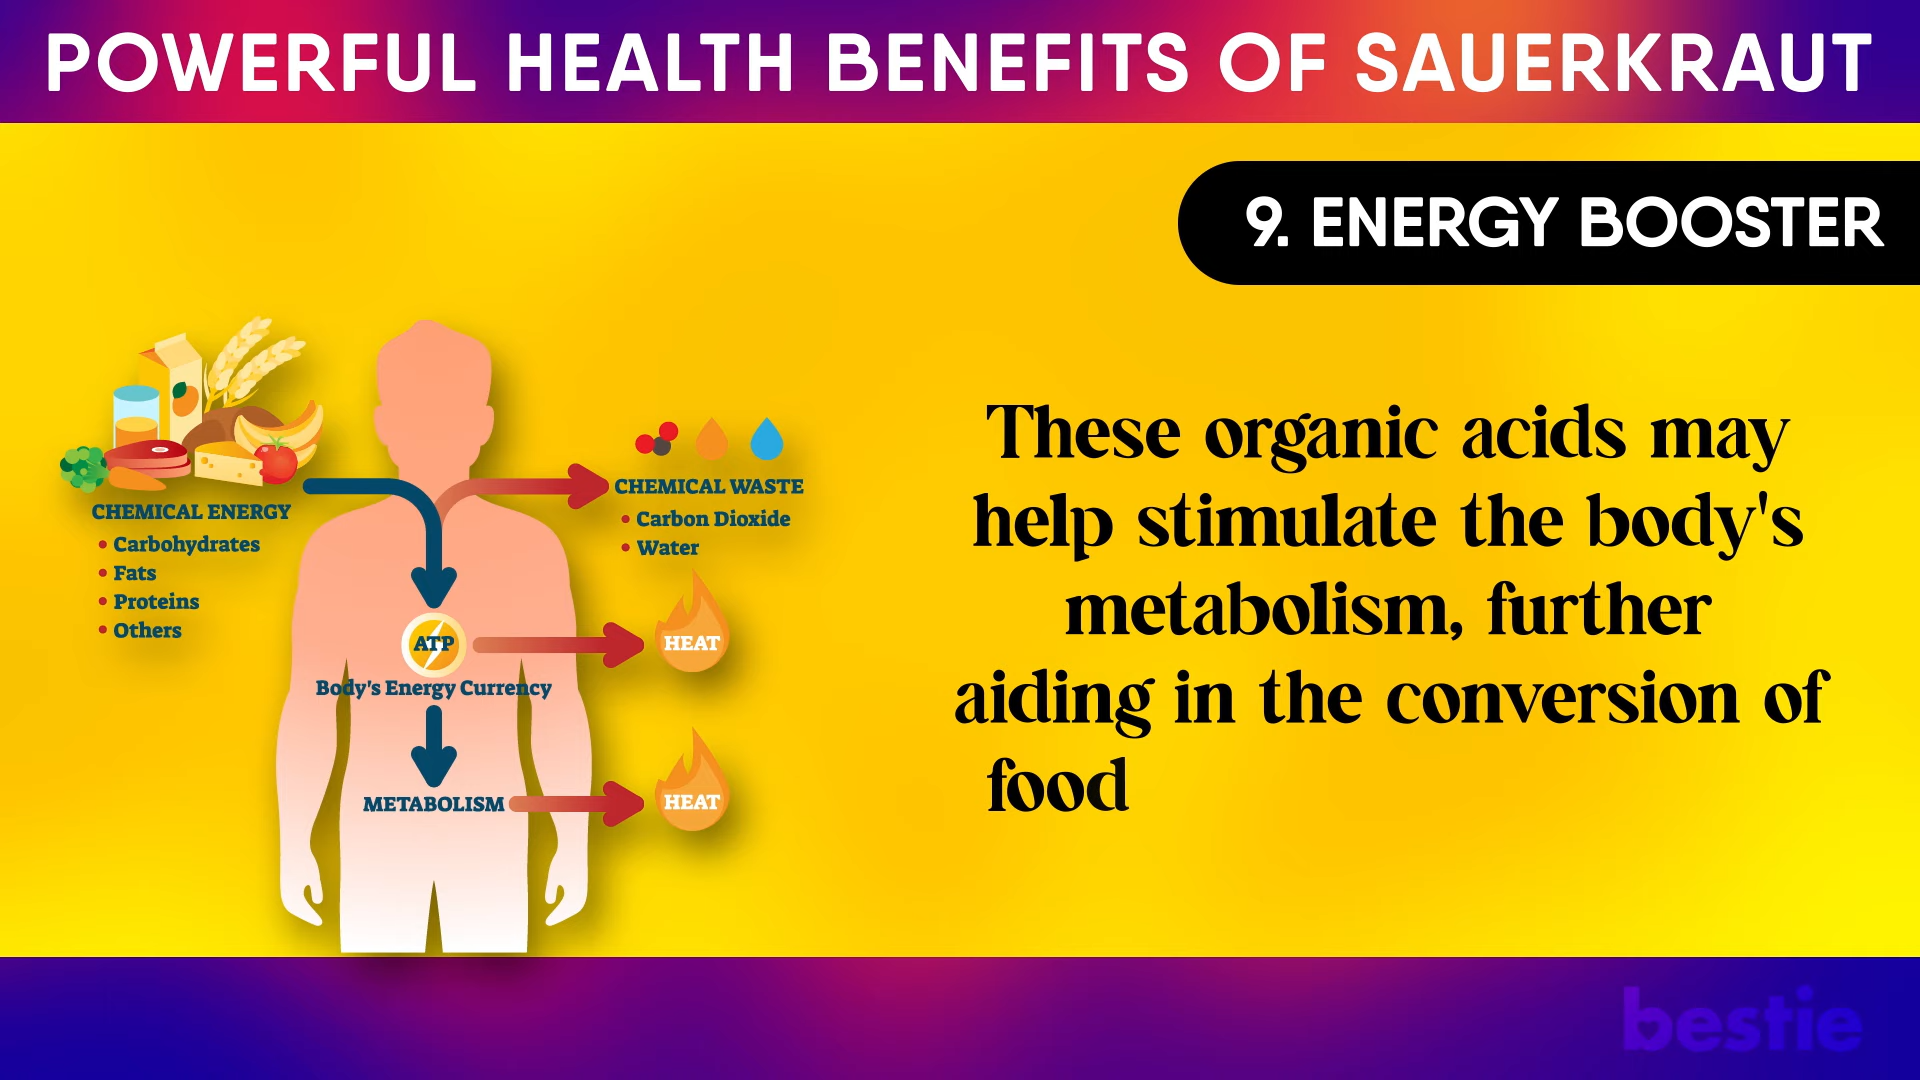 POWERFUL HEALTH BENEFITS OF SAUERKRAUT
9. ENERGY BOOSTER
CHEMICAL ENERGY
• Carbohydrates
• Fats
• Proteins
• Others
CHEMICAL WASTE
• Carbon Dioxide
• Water
ATP
HEAT
Body's Energy Currency
METABOLISM
HEAT
These organic acids may
help stimulate the body's
metabolism, further
aiding in the conversion of
food
bestie